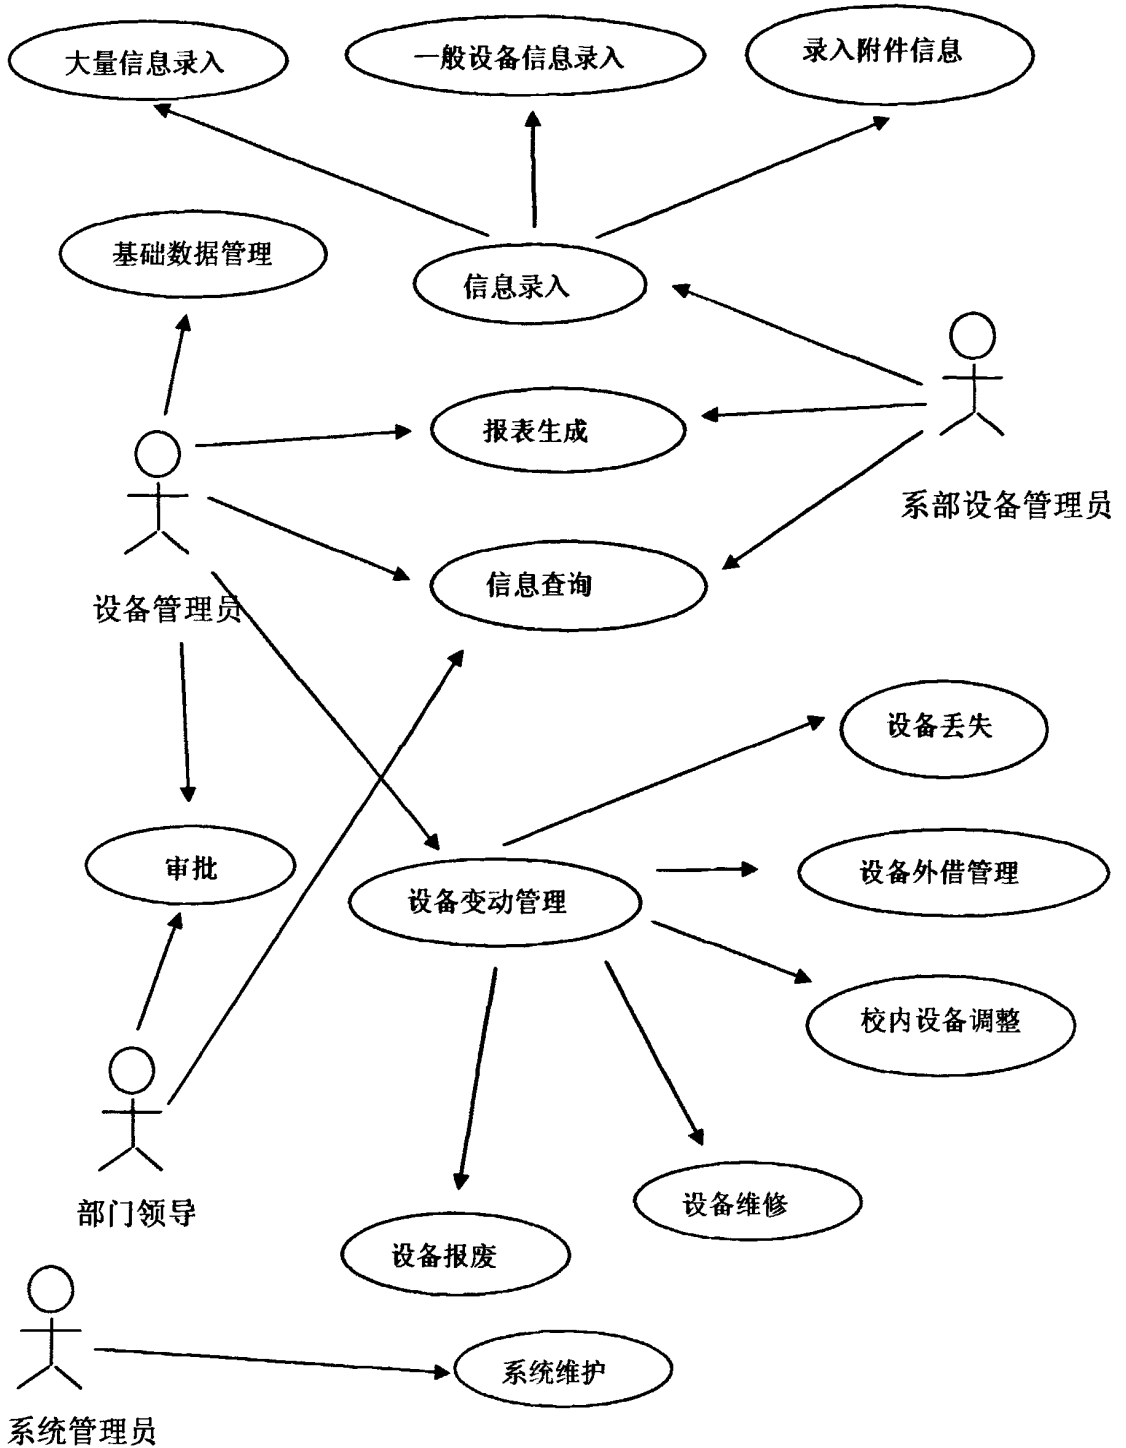 大量信息录入
一般设备信息录入
录入附件信息
基础数据管理
信息录入
报表生成
系部设备管理员
信息查询
设备管理员
设备丢失
审批
设备变动管理
设备外借管理
校内设备调整
部门领导
设备维修
设备报废
系统维护
系统管理员